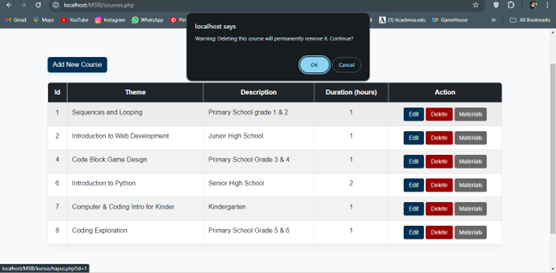 localhost/MSIB/courses.php
Gmail Maps YouTube Instagram WhatsApp (1) Academia.edu GameHouse » All Bookmarks
localhost says
Warning! Deleting this course will permanently remove it. Continue?
OK Cancel
Add New Course
Id Theme Description Duration (hours) Action
1 Sequences and Looping Primary School grade 1 & 2 1 Edit Delete Materials
2 Introduction to Web Development Junior High School 1 Edit Delete Materials
4 Code Block Game Design Primary School Grade 3 & 4 1 Edit Delete Materials
6 Introduction to Python Senior High School 2 Edit Delete Materials
7 Computer & Coding Intro for Kinder Kindergarten 1 Edit Delete Materials
8 Coding Exploration Primary School Grade 5 & 6 1 Edit Delete Materials
localhost/MSIB/kursus/hapus.php?id=1